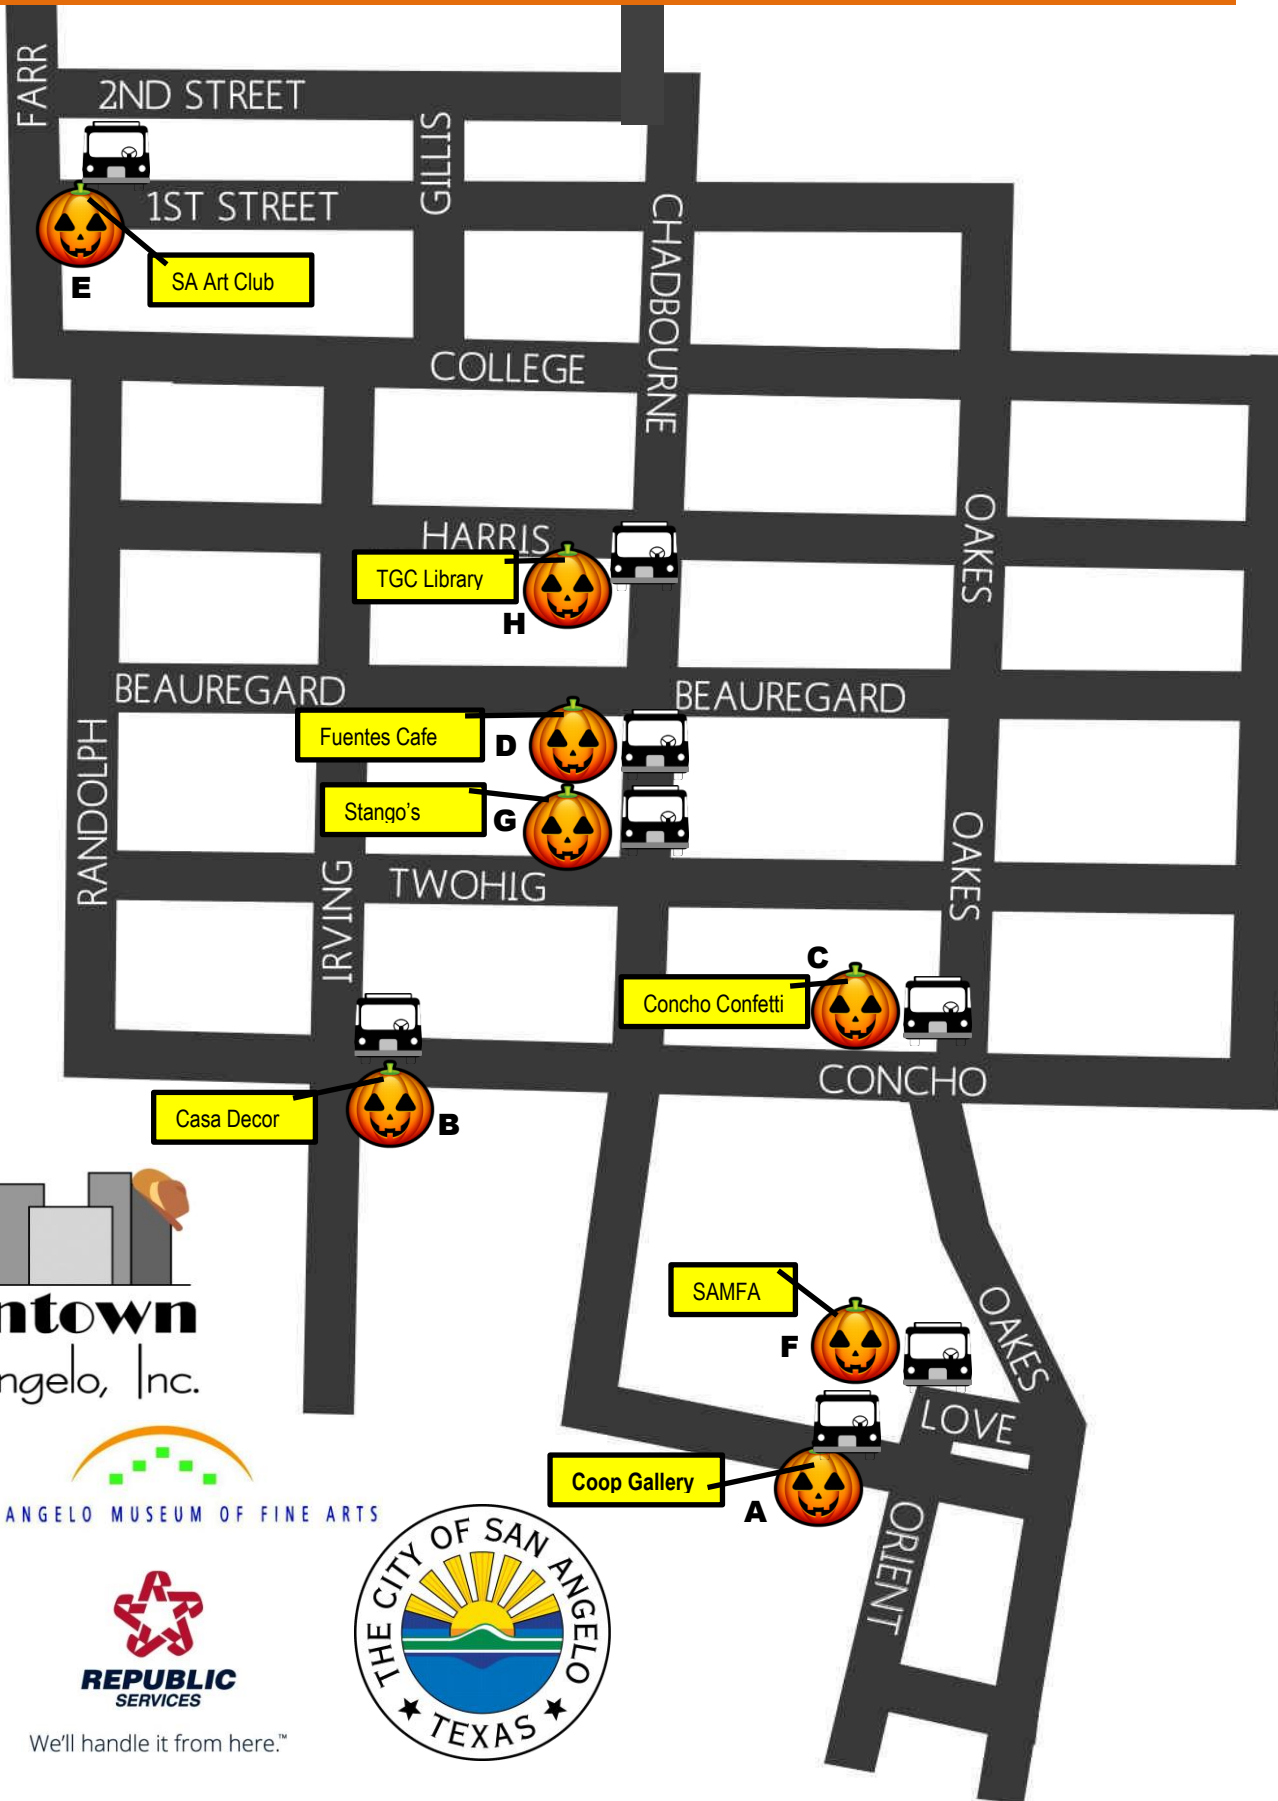 FARR
2ND STREET
GILLIS
1ST STREET
CHADBOURNE
E
SA Art Club
COLLEGE
HARRIS
OAKES
TGC Library
H
BEAUREGARD
BEAUREGARD
RANDOLPH
Fuentes Cafe
D
Stango's
G
OAKES
IRVING
TWOHIG
C
Concho Confetti
CONCHO
Casa Decor
B
ntown
ngelo, Inc.
SAMFA
F
OAKES
LOVE
Coop Gallery
A
ORIENT
ANGELO MUSEUM OF FINE ARTS
THE CITY OF SAN ANGELO
TEXAS
REPUBLIC
SERVICES
We'll handle it from here.™